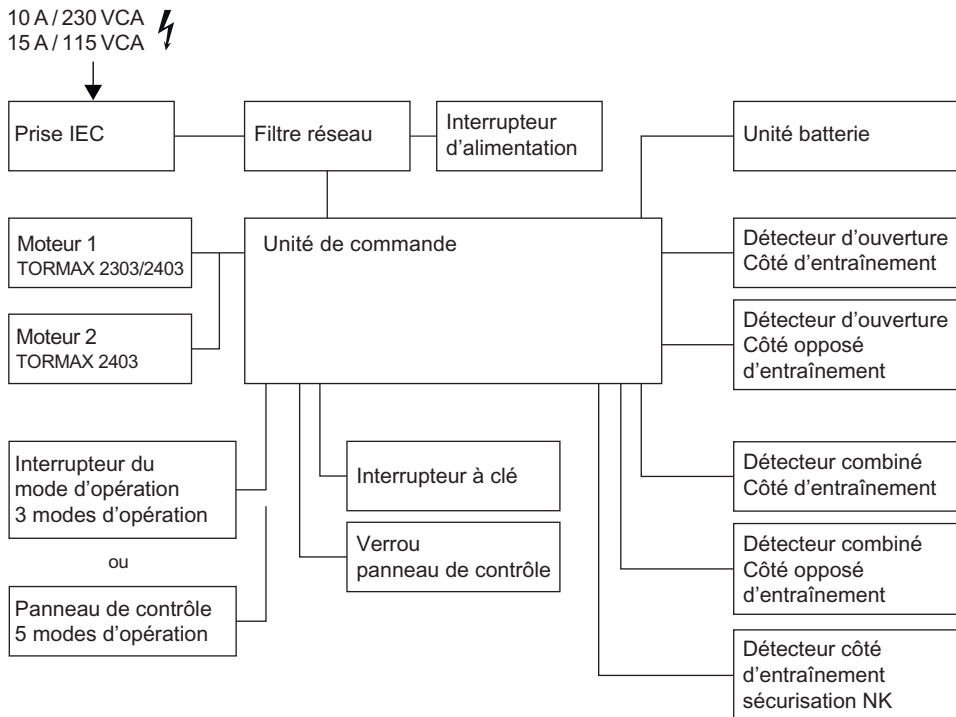 10 A / 230 VCA
15 A / 115 VCA
Prise IEC
Filtre réseau
Interrupteur
d’alimentation
Unité batterie
Moteur 1
TORMAX 2303/2403
Unité de commande
Détecteur d’ouverture
Côté d’entraînement
Moteur 2
TORMAX 2403
Détecteur d’ouverture
Côté opposé
d’entraînement
Interrupteur du
mode d’opération
3 modes d’opération
Interrupteur à clé
Détecteur combiné
Côté d’entraînement
ou
Verrou
panneau de contrôle
Détecteur combiné
Côté opposé
d’entraînement
Panneau de contrôle
5 modes d’opération
Détecteur côté
d’entraînement
sécurisation NK